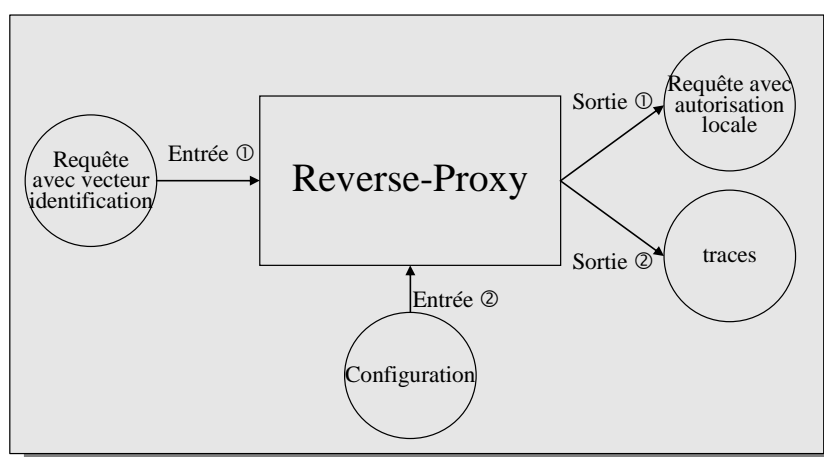 Requête
avec vecteur
identification
Entrée ①
Reverse-Proxy
Sortie ①
Requête avec
autorisation
locale
Sortie ②
traces
Entrée ②
Configuration